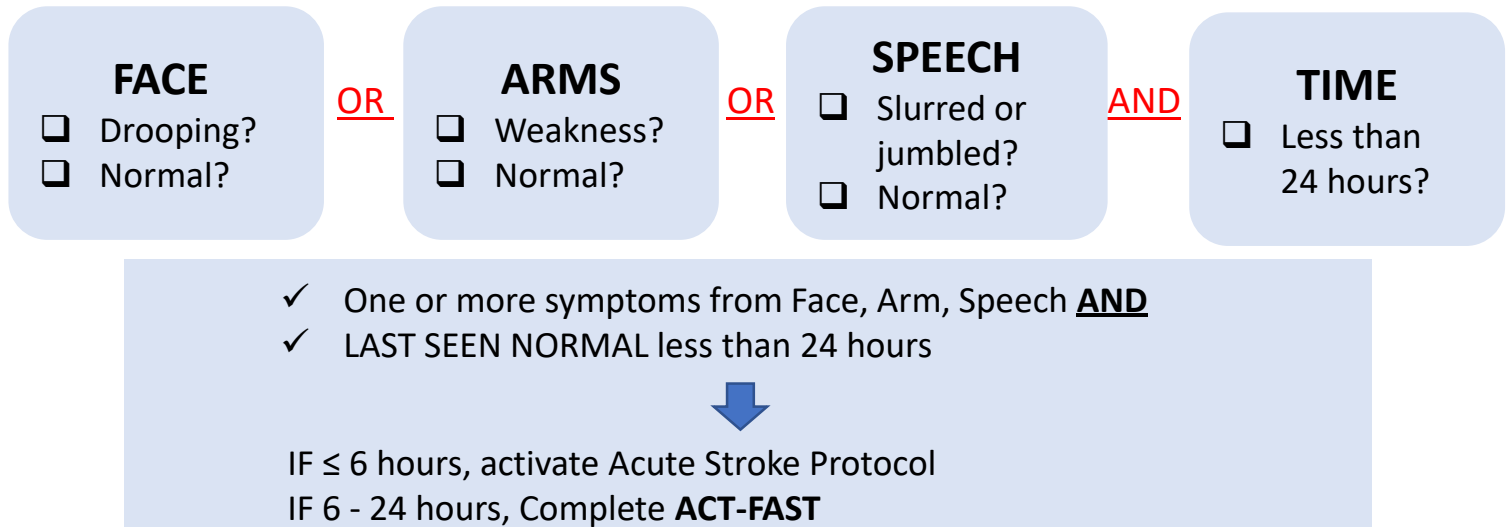 FACE
❑ Drooping?
❑ Normal?
OR
ARMS
❑ Weakness?
❑ Normal?
OR
SPEECH
❑ Slurred or
jumbled?
❑ Normal?
AND
TIME
❑ Less than
24 hours?
✓ One or more symptoms from Face, Arm, Speech AND
✓ LAST SEEN NORMAL less than 24 hours
IF ≤ 6 hours, activate Acute Stroke Protocol
IF 6 - 24 hours, Complete ACT-FAST